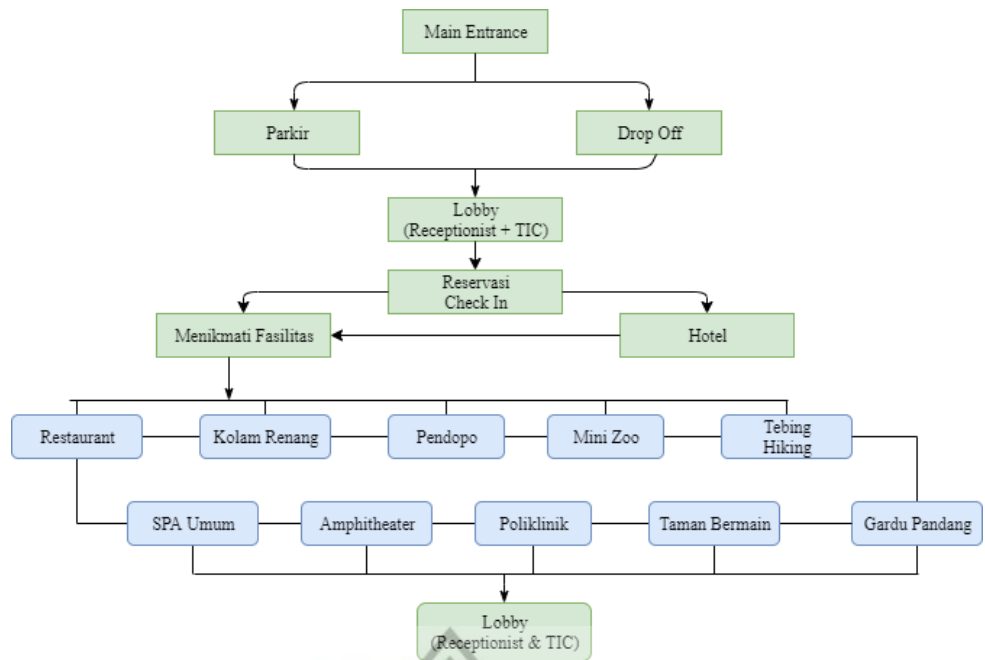 Main Entrance
Parkir
Drop Off
Lobby
(Receptionist + TIC)
Reservasi
Check In
Menikmati Fasilitas
Hotel
Restaurant
Kolam Renang
Pendopo
Mini Zoo
Tebing
Hiking
SPA Umum
Amphitheater
Poliklinik
Taman Bermain
Gardu Pandang
Lobby
(Receptionist & TIC)